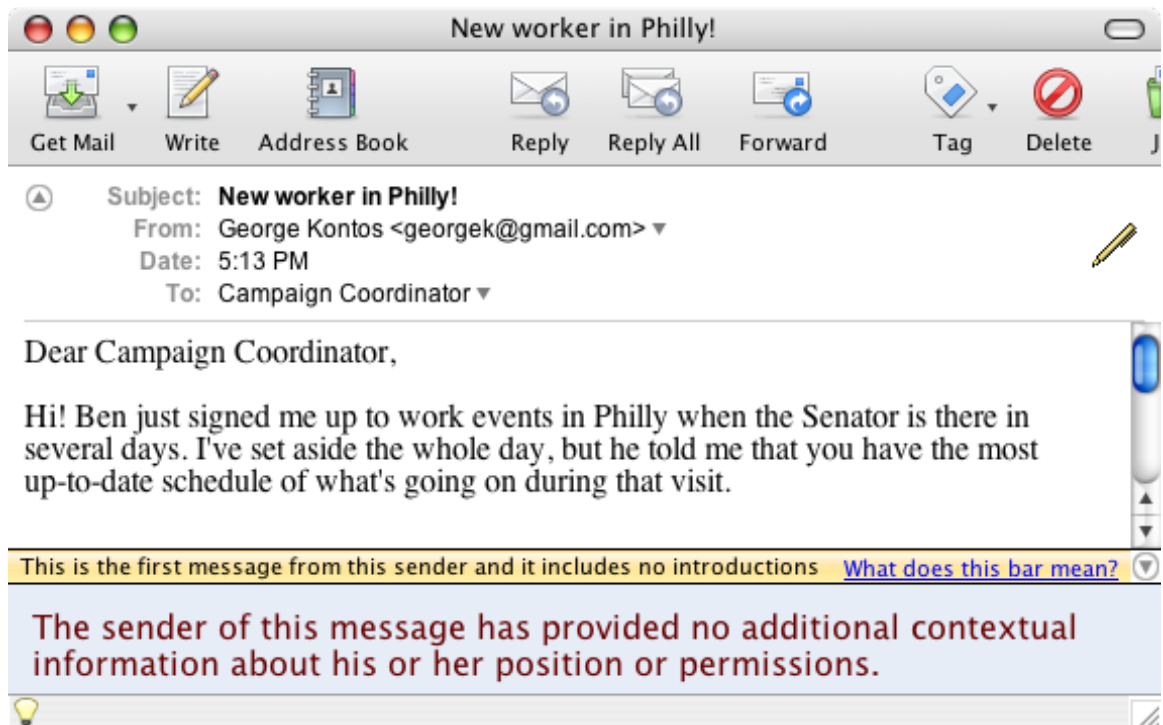 New worker in Philly!
Get Mail Write Address Book Reply Reply All Forward Tag Delete J
Subject: New worker in Philly!
From: George Kontos <georgek@gmail.com>
Date: 5:13 PM
To: Campaign Coordinator
Dear Campaign Coordinator,
Hi! Ben just signed me up to work events in Philly when the Senator is there in
several days. I've set aside the whole day, but he told me that you have the most
up-to-date schedule of what's going on during that visit.
This is the first message from this sender and it includes no introductions What does this bar mean?
The sender of this message has provided no additional contextual
information about his or her position or permissions.